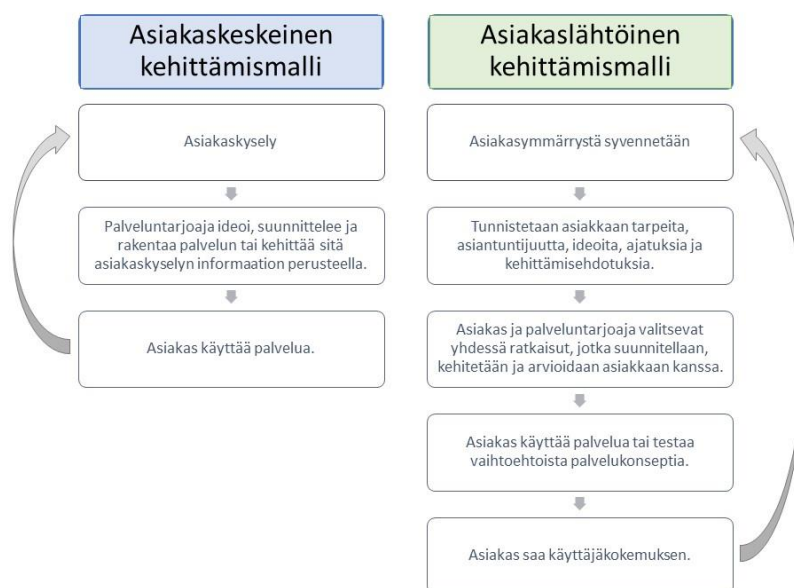 Asiakaskeskeinen
kehittämismalli
Asiakaskysely
Palveluntarjoaja ideoi, suunnittelee ja
rakentaa palvelun tai kehittää sitä
asiakaskyselyn informaation perusteella.
Asiakas käyttää palvelua.
Asiakaslähtöinen
kehittämismalli
Asiakasymmärrystä syvennetään
Tunnistetaan asiakkaan tarpeita,
asiantuntijuutta, ideoita, ajatuksia ja
kehittämisehdotuksia.
Asiakas ja palveluntarjoaja valitsevat
yhdessä ratkaisut, jotka suunnitellaan,
kehitetään ja arvioidaan asiakkaan kanssa.
Asiakas käyttää palvelua tai testaa
vaihtoehtoista palvelukonseptia.
Asiakas saa käyttäjäkokemuksen.